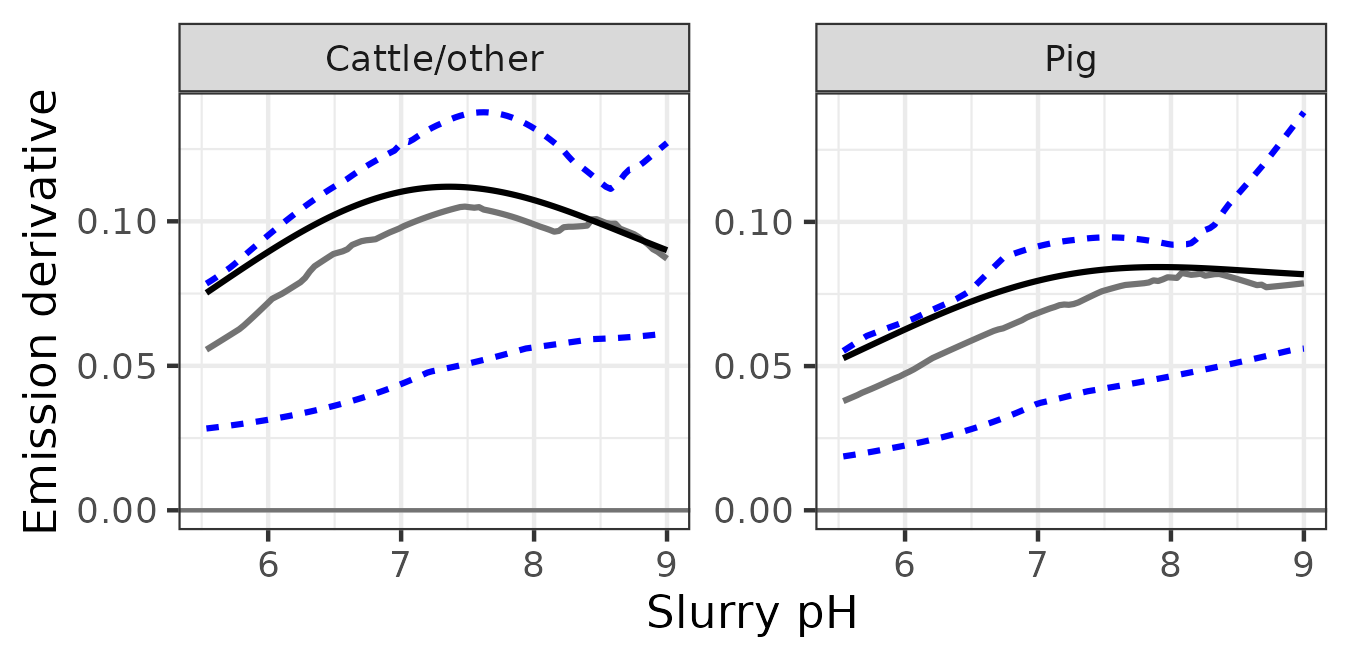 Cattle/other
Pig
Emission derivative
0.10
0.05
0.00
0.10
0.05
0.00
6 7 8 9
6 7 8 9
Slurry pH